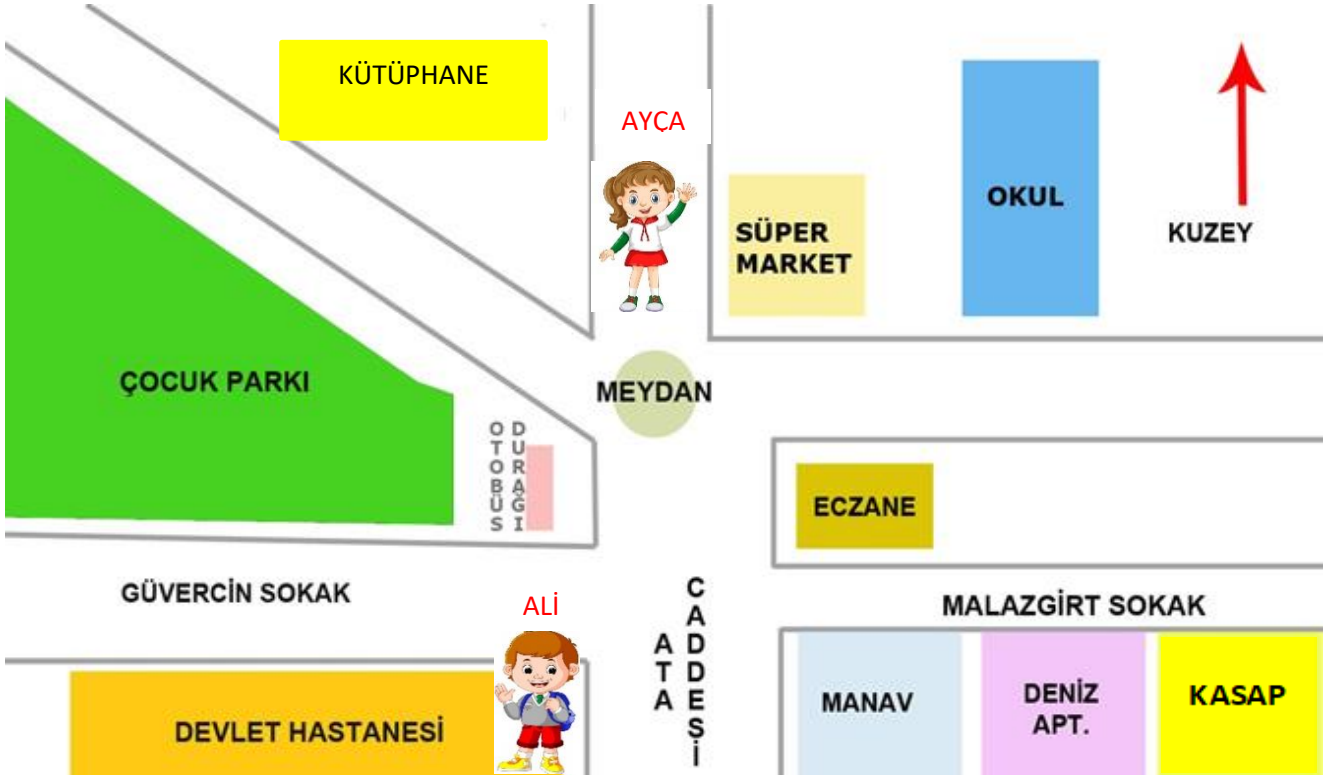 KÜTÜPHANE
AYÇA
SÜPER
MARKET
OKUL
KUZEY
ÇOCUK PARKI
MEYDAN
OTOBÜS
DURAĞI
ECZANE
GÜVERCİN SOKAK
ALİ
ATA
CADDESİ
MALAZGİRT SOKAK
DEVLET HASTANESİ
MANAV
DENİZ
APT.
KASAP